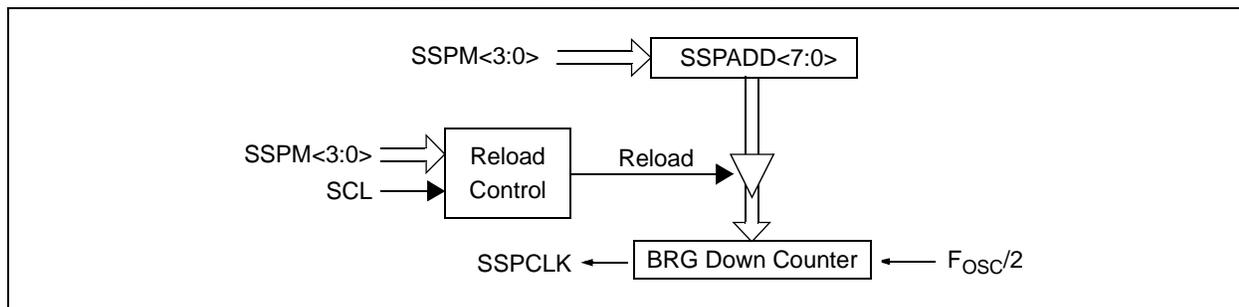 SSPM<3:0>
SSPADD<7:0>
SSPM<3:0>
SCL
Reload
Control
Reload
SSPCLK
BRG Down Counter
FOSC/2